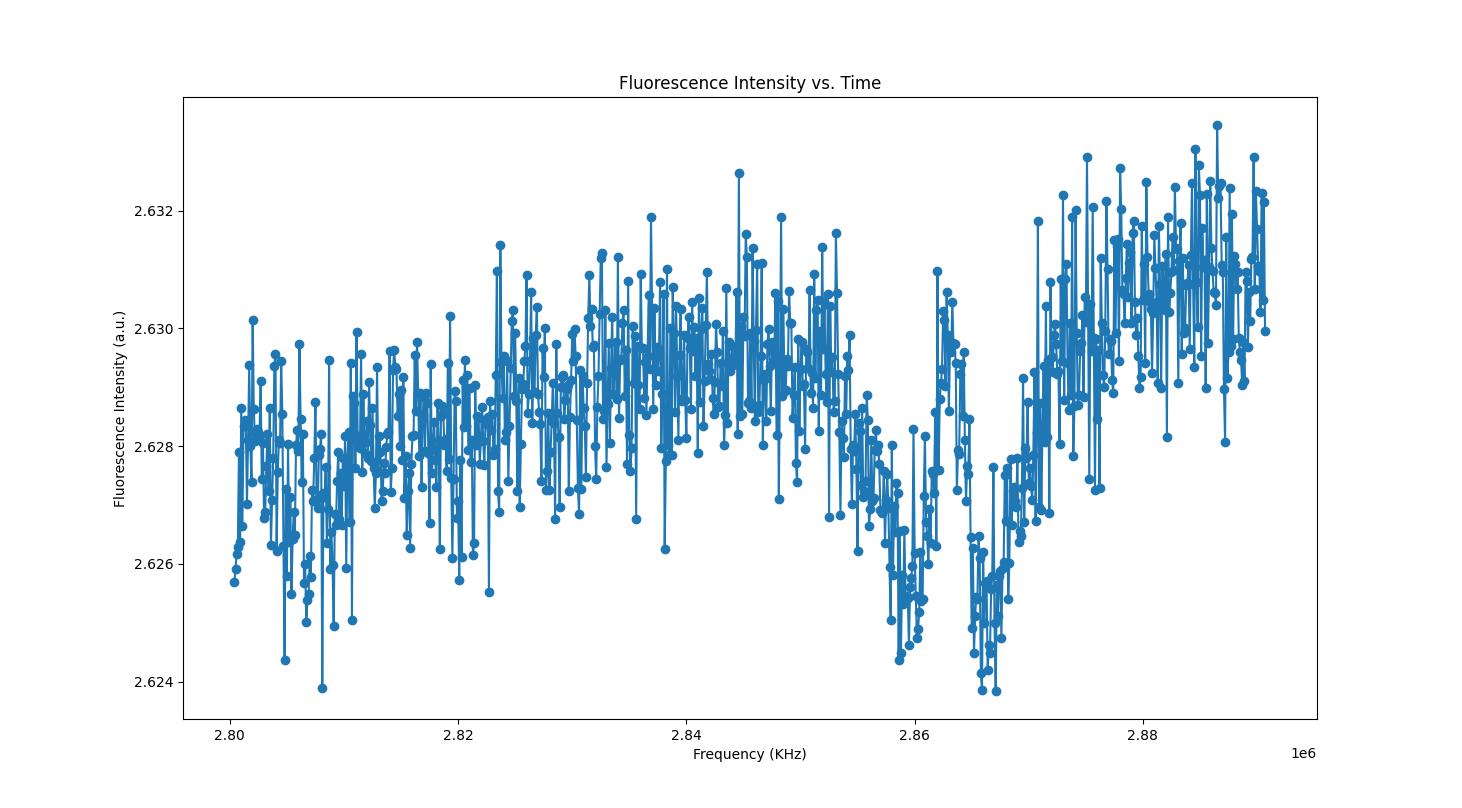 Fluorescence Intensity vs. Time
Fluorescence Intensity (a.u.)
2.632
2.630
2.628
2.626
2.624
2.80 2.82 2.84 2.86 2.88
1e6
Frequency (KHz)